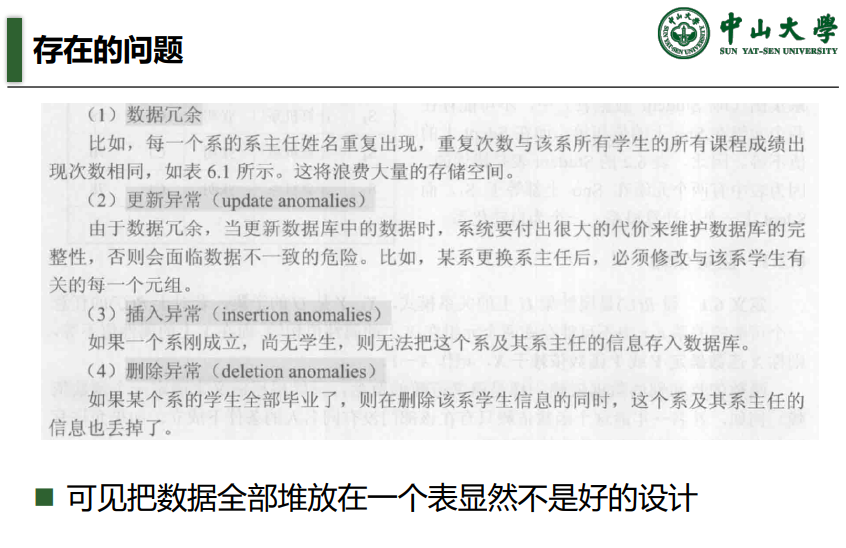 存在的问题
中山大学
SUN YAT-SEN UNIVERSITY
（1）数据冗余
比如，每一个系的系主任姓名重复出现，重复次数与该系所有学生的所有课程成绩出
现次数相同，如表 6.1 所示。这将浪费大量的存储空间。
（2）更新异常（update anomalies）
由于数据冗余，当更新数据库中的数据时，系统要付出很大的代价来维护数据库的完
整性，否则会面临数据不一致的危险。比如，某系更换系主任后，必须修改与该系学生有
关的每一个元组。
（3）插入异常（insertion anomalies）
如果一个系刚成立，尚无学生，则无法把这个系及其系主任的信息存入数据库。
（4）删除异常（deletion anomalies）
如果某个系的学生全部毕业了，则在删除该系学生信息的同时，这个系及其系主任的
信息也丢掉了。
可见把数据全部堆放在一个表显然不是好的设计